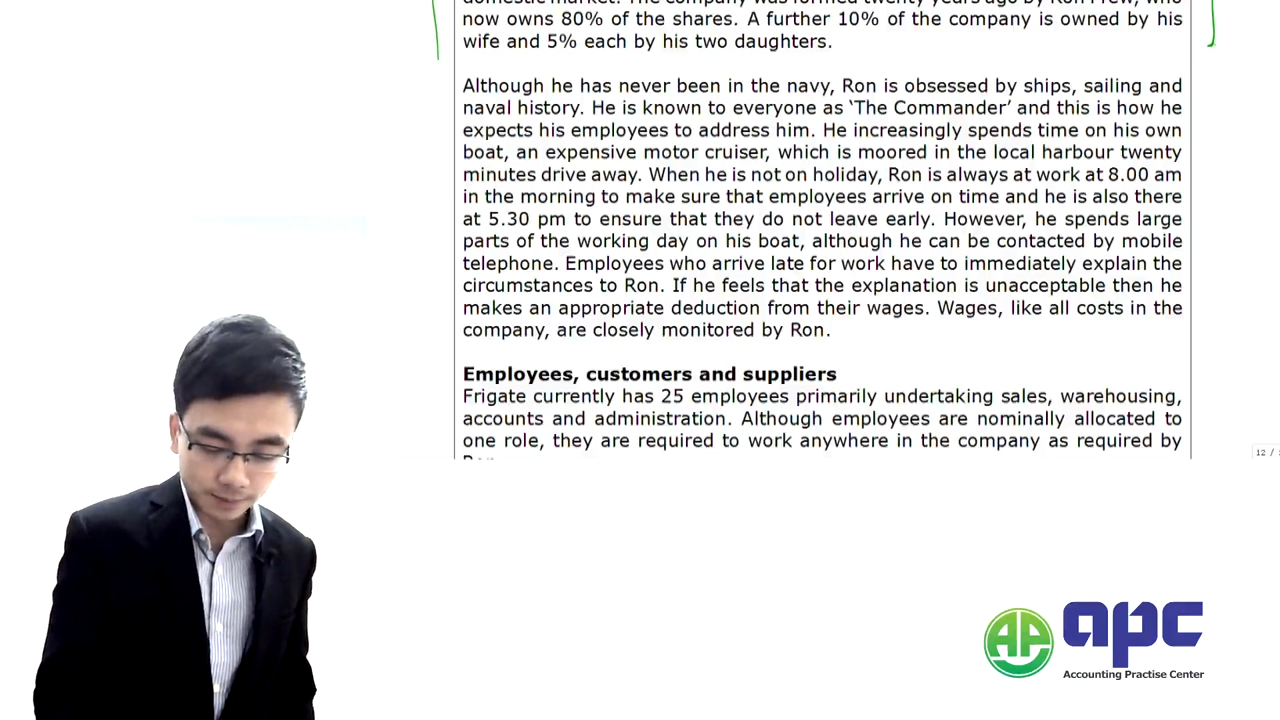 now owns 80% of the shares. A further 10% of the company is owned by his
wife and 5% each by his two daughters.
Although he has never been in the navy, Ron is obsessed by ships, sailing and
naval history. He is known to everyone as ‘The Commander’ and this is how he
expects his employees to address him. He increasingly spends time on his own
boat, an expensive motor cruiser, which is moored in the local harbour twenty
minutes drive away. When he is not on holiday, Ron is always at work at 8.00 am
in the morning to make sure that employees arrive on time and he is also there
at 5.30 pm to ensure that they do not leave early. However, he spends large
parts of the working day on his boat, although he can be contacted by mobile
telephone. Employees who arrive late for work have to immediately explain the
circumstances to Ron. If he feels that the explanation is unacceptable then he
makes an appropriate deduction from their wages. Wages, like all costs in the
company, are closely monitored by Ron.
Employees, customers and suppliers
Frigate currently has 25 employees primarily undertaking sales, warehousing,
accounts and administration. Although employees are nominally allocated to
one role, they are required to work anywhere in the company as required by
12 /
AP
apc
Accounting Practise Center